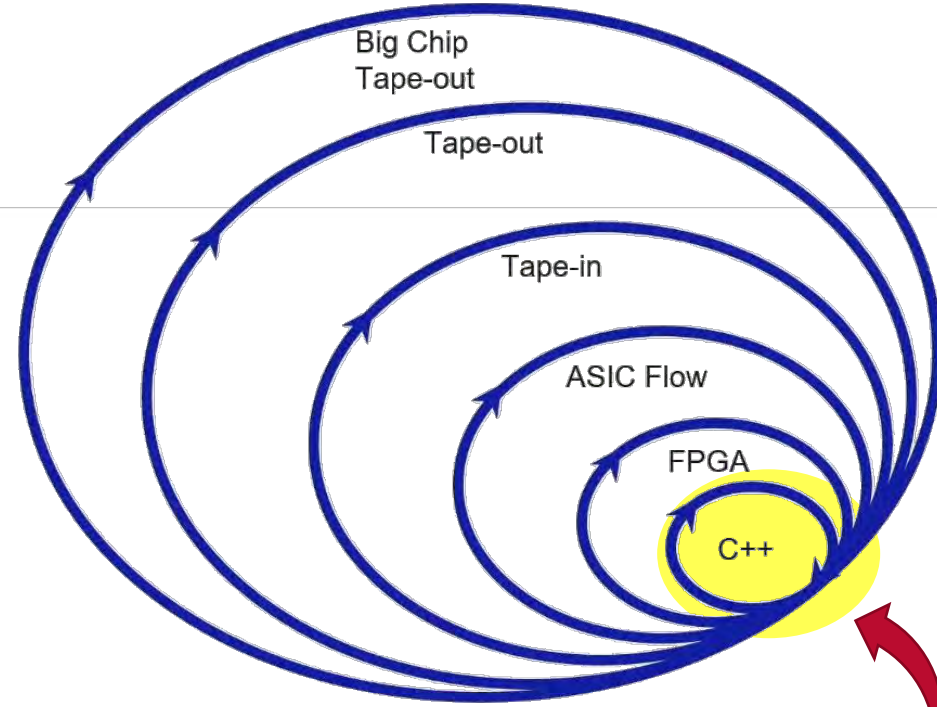 Big Chip
Tape-out
Tape-out
Tape-in
ASIC Flow
FPGA
C++